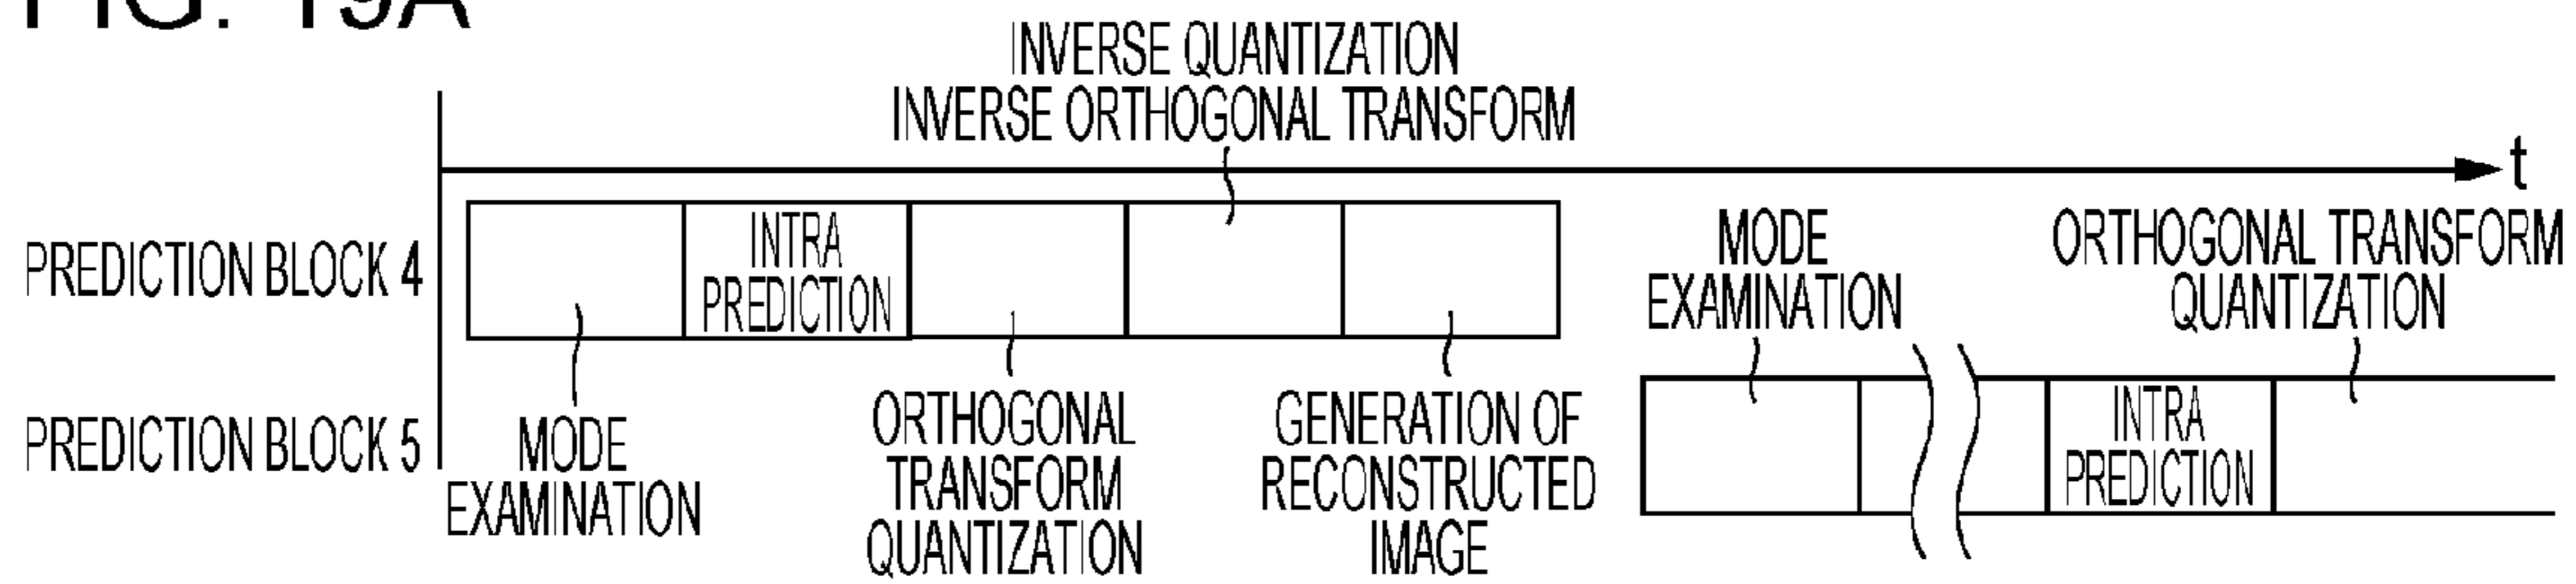 FIG. 19A
INVERSE QUANTIZATION
INVERSE ORTHOGONAL TRANSFORM
t
PREDICTION BLOCK 4
INTRA
PREDICTION
MODE
EXAMINATION
ORTHOGONAL TRANSFORM
QUANTIZATION
PREDICTION BLOCK 5
MODE
EXAMINATION
ORTHOGONAL
TRANSFORM
QUANTIZATION
GENERATION OF
RECONSTRUCTED
IMAGE
INTRA
PREDICTION